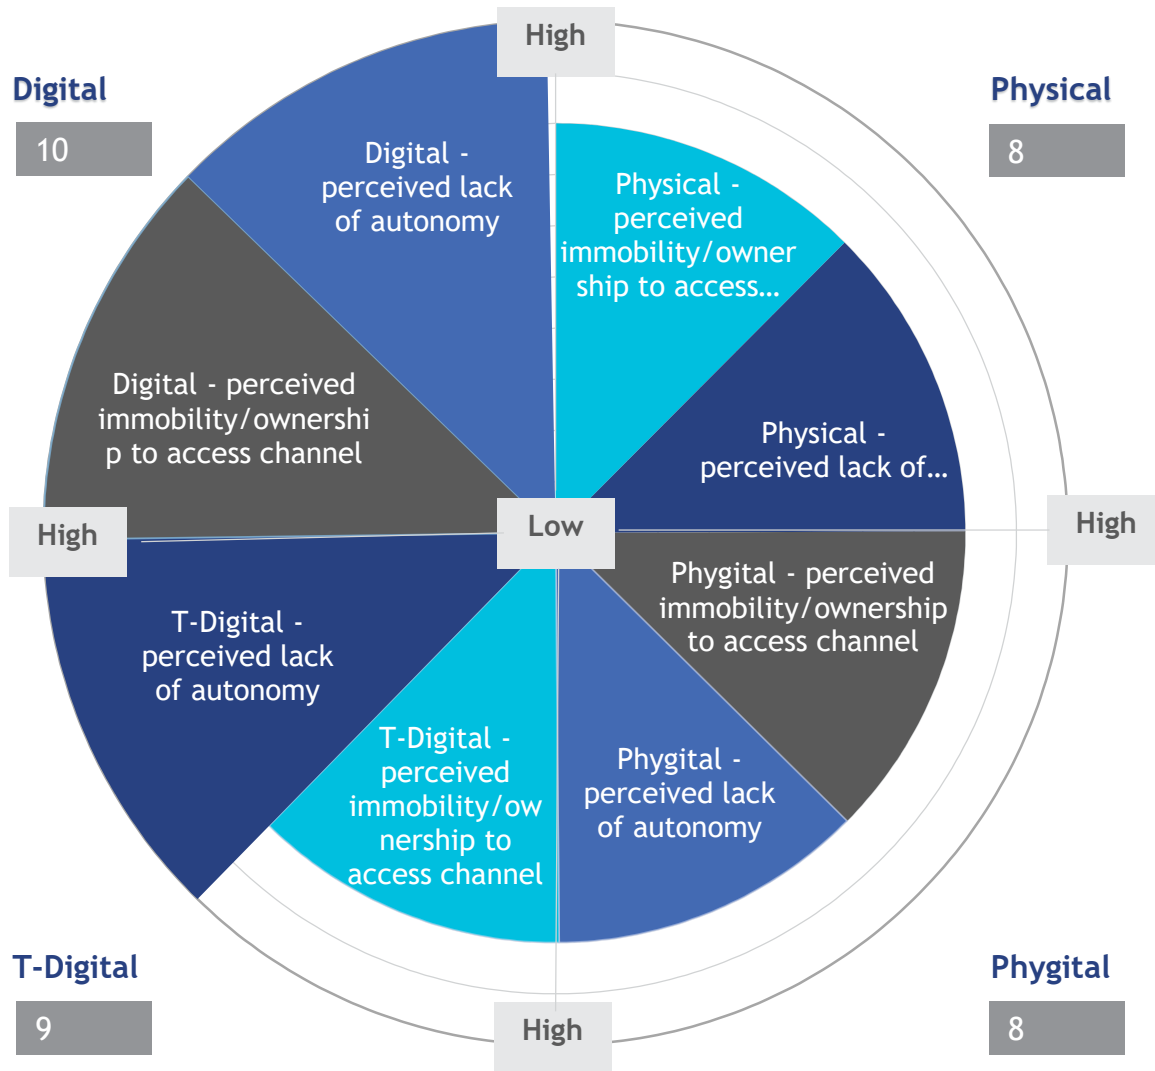 High
Digital
10
Physical
8
Digital -
perceived lack
of autonomy
Physical -
perceived
immobility/owner
ship to access…
Digital - perceived
immobility/ownershi
p to access channel
Physical -
perceived lack of…
High
Low
High
Phygital - perceived
immobility/ownership
to access channel
T-Digital -
perceived lack
of autonomy
T-Digital -
perceived
immobility/ow
nership to
access channel
Phygital -
perceived lack
of autonomy
T-Digital
9
Phygital
8
High